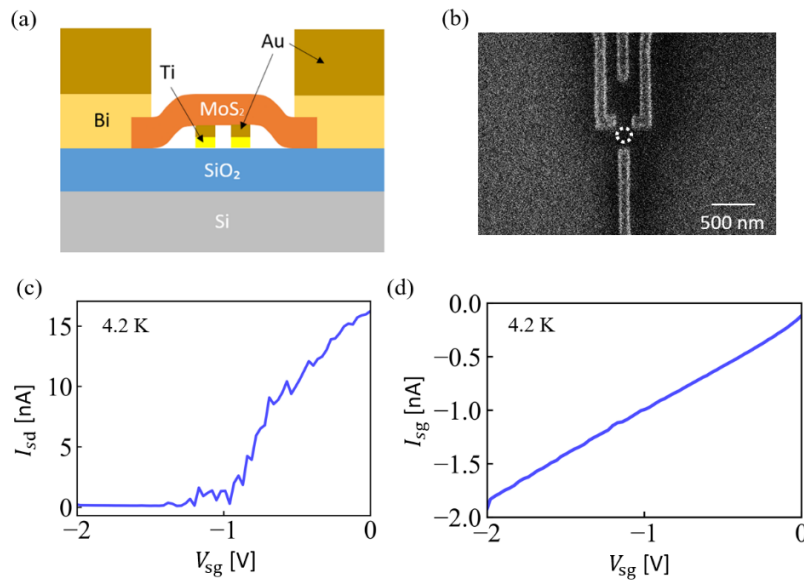 (a)
Au
Ti
MoS₂
Bi
SiO₂
Si
(b)
500 nm
(c)
4.2 K
15
10
5
0
I_sd [nA]
−2
−1
0
V_sg [V]
(d)
4.2 K
0.0
−0.5
−1.0
−1.5
−2.0
I_sg [nA]
−2
−1
0
V_sg [V]